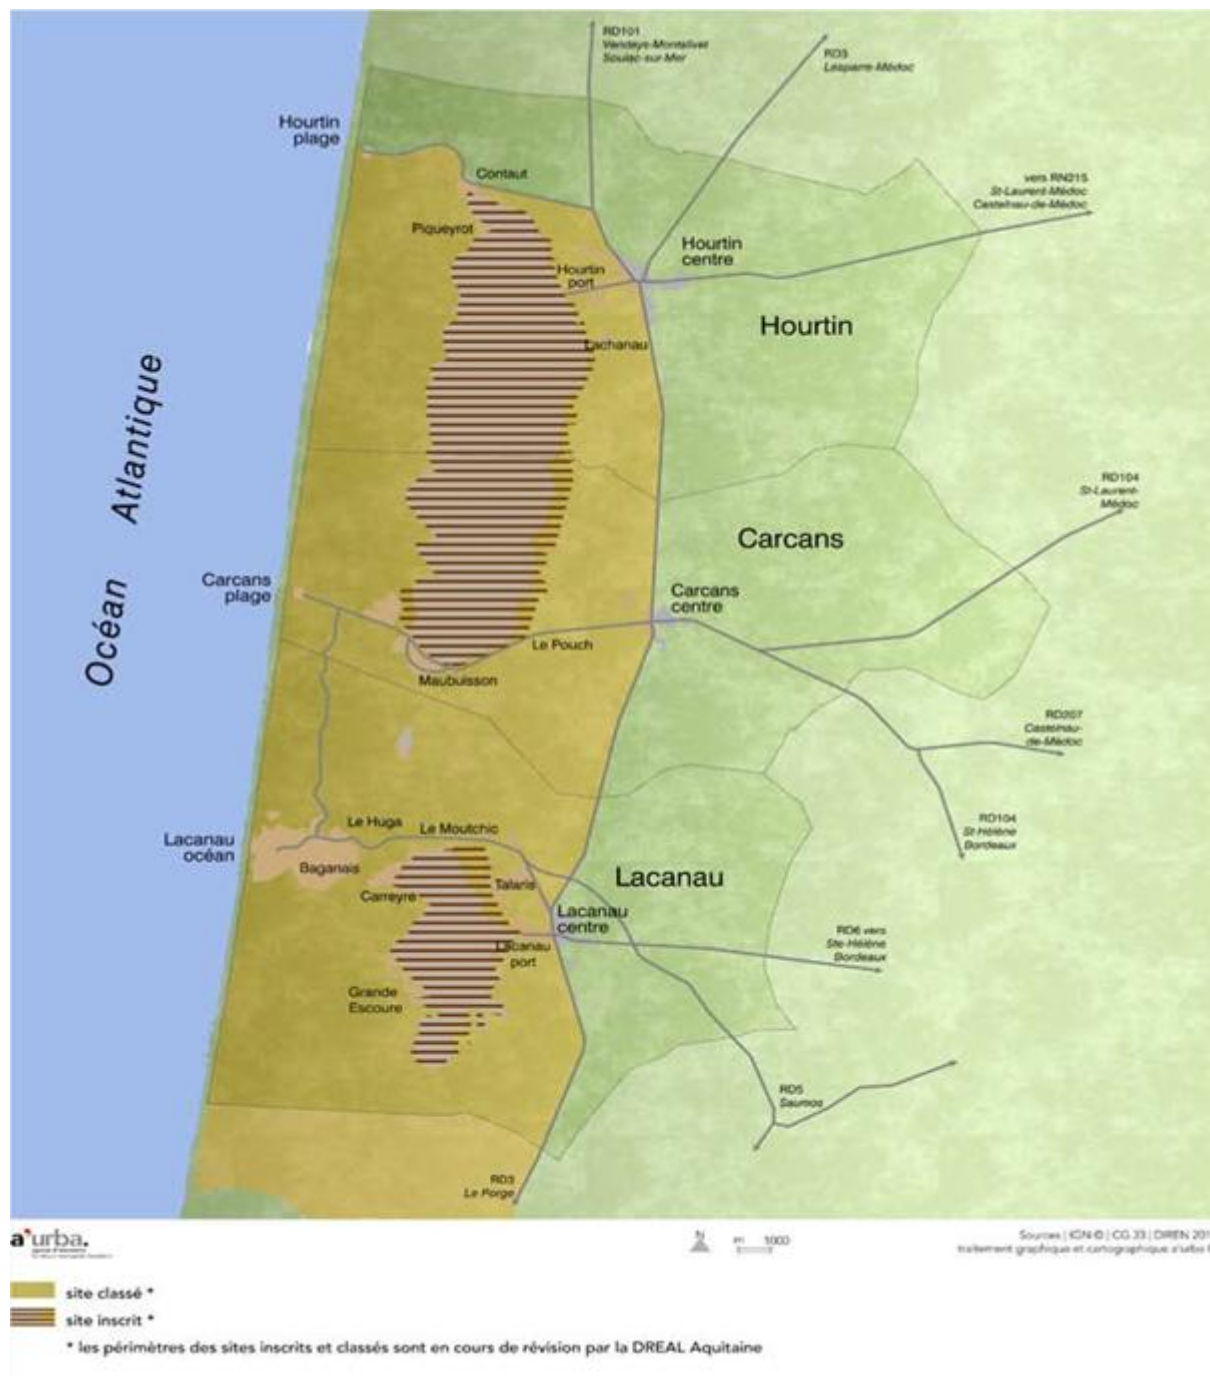 RD101
Vendays-Montalivet
Soulac-sur-Mer
RD3
Lesparre-Médoc
Hourtin
plage
Contaut
vers RN215
St-Laurent-Médoc
Castelnau-de-Médoc
Piqueyrot
Hourtin
centre
Hourtin
port
Hourtin
Lachanau
Océan Atlantique
RD104
St-Laurent-
Médoc
Carcans
Carcans
plage
Carcans
centre
Le Pouch
Maubuisson
RD207
Castelnau-
de-Médoc
RD104
St-Hélène
Bordeaux
Lacanau
océan
Le Huga
Le Moutchic
Baganais
Carreyre
Talaris
Lacanau
Lacanau
centre
Lacanau
port
RD6 vers
Ste-Hélène
Bordeaux
Grande
Escoure
RD5
Saumos
RD3
Le Porge
a'urba.
N
m 1000
Sources | IGN © | CG 33 | DIREN 201
traitement graphique et cartographique a'urba
site classé *
site inscrit *
* les périmètres des sites inscrits et classés sont en cours de révision par la DREAL Aquitaine